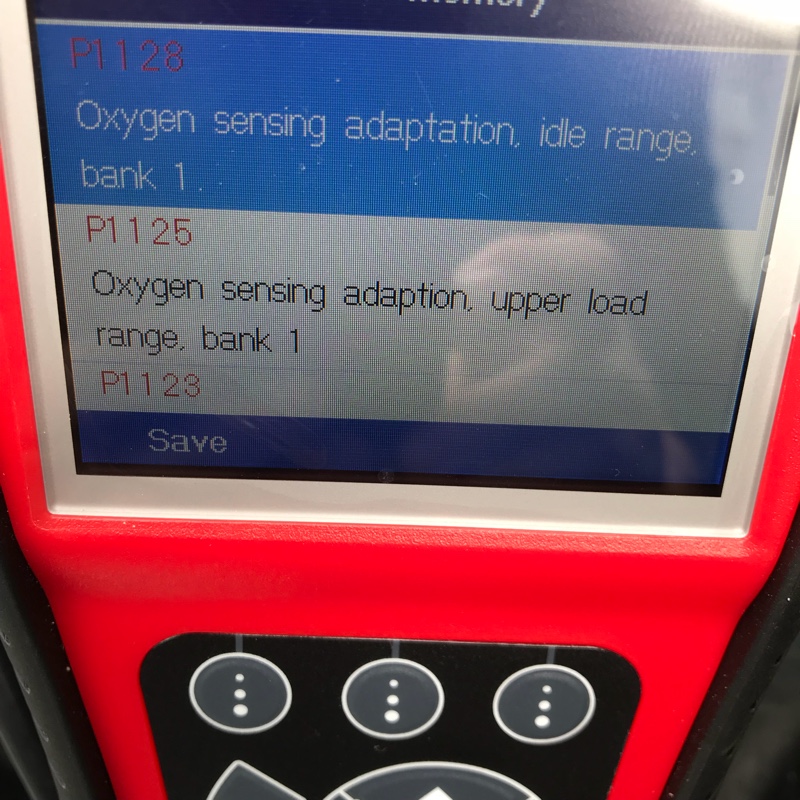 Memory
P1128
Oxygen sensing adaptation, idle range,
bank 1.
P1125
Oxygen sensing adaption, upper load
range, bank 1
P1123
Save